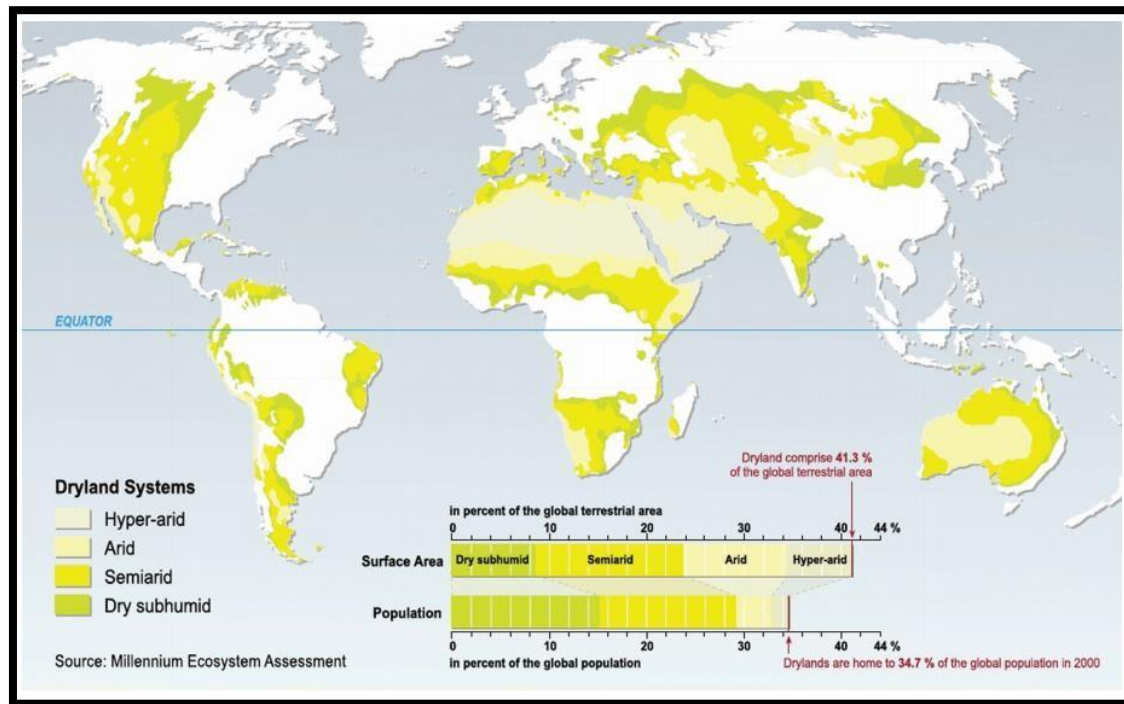 EQUATOR
Dryland Systems
Hyper-arid
Arid
Semiarid
Dry subhumid
Source: Millennium Ecosystem Assessment
Dryland comprise 41.3 %
of the global terrestrial area
in percent of the global terrestrial area
0 10 20 30 40 44 %
Surface Area Dry subhumid Semiarid Arid Hyper-arid
Population
0 10 20 30 40 44 %
in percent of the global population
Drylands are home to 34.7 % of the global population in 2000